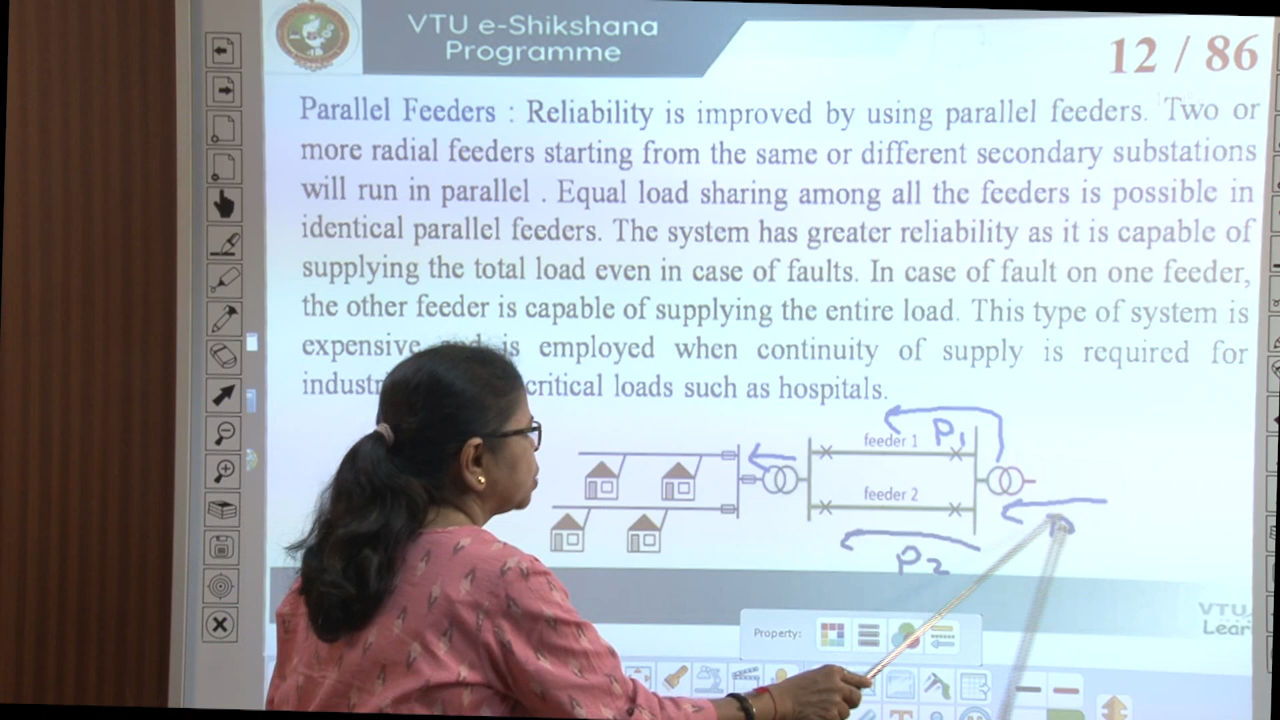 VTU e-Shikshana
Programme
12 / 86
Parallel Feeders : Reliability is improved by using parallel feeders. Two or
more radial feeders starting from the same or different secondary substations
will run in parallel . Equal load sharing among all the feeders is possible in
identical parallel feeders. The system has greater reliability as it is capable of
supplying the total load even in case of faults. In case of fault on one feeder,
the other feeder is capable of supplying the entire load. This type of system is
expensive is employed when continuity of supply is required for
critical loads such as hospitals.
feeder 1 P1
feeder 2
P2
VTU
Property: